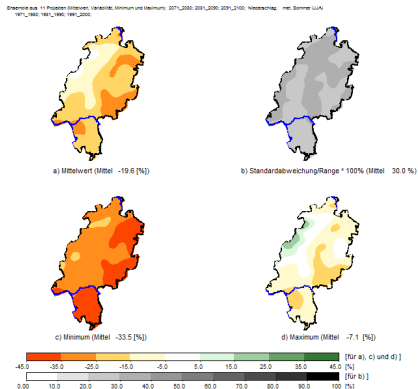 Ensemble aus 11 Projekten (Mittelwert, Variabilität, Minimum und Maximum): 2071_2080; 2081_2090; 2091_2100, Niederschlag: mel. Sommer (JJA)
1971_1980; 1981_1990; 1991_2000;
a) Mittelwert (Mittel -19.6 [%])
b) Standardabweichung/Range * 100% (Mittel 30.0 %)
c) Minimum (Mittel -33.5 [%])
d) Maximum (Mittel -7.1 [%])
[für a), c) und d) ]
-45.0 -35.0 -25.0 -15.0 -5.0 5.0 15.0 25.0 35.0 45.0 [%]
[für b) ]
0.00 10.0 20.0 30.0 40.0 50.0 60.0 70.0 80.0 90.0 100 [%]